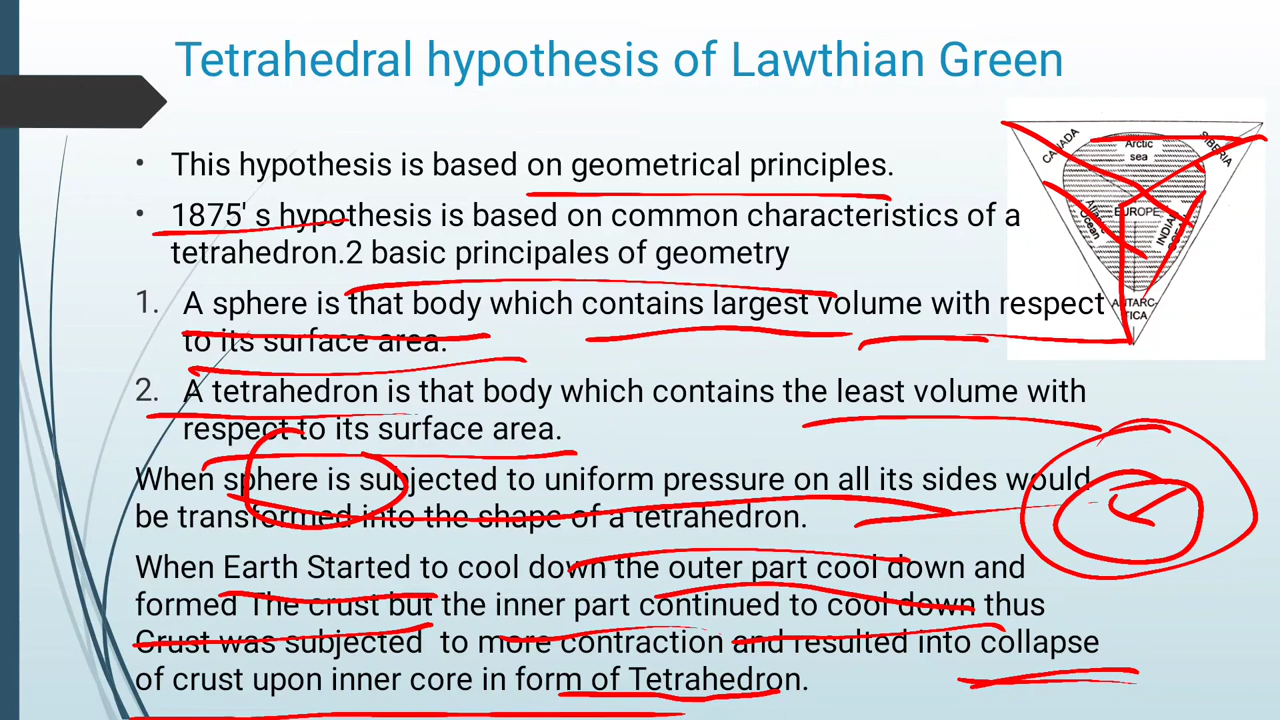 Tetrahedral hypothesis of Lawthian Green
• This hypothesis is based on geometrical principles.
• 1875' s hypothesis is based on common characteristics of a
tetrahedron.2 basic principales of geometry
1. A sphere is that body which contains largest volume with respect
to its surface area.
2. A tetrahedron is that body which contains the least volume with
respect to its surface area.
When sphere is subjected to uniform pressure on all its sides would
be transformed into the shape of a tetrahedron.
When Earth Started to cool down the outer part cool down and
formed The crust but the inner part continued to cool down thus
Crust was subjected to more contraction and resulted into collapse
of crust upon inner core in form of Tetrahedron.
CANADA
Arctic
sea
SIBERIA
EUROPE
Ocean
INDIAN
ANTARC-
TICA